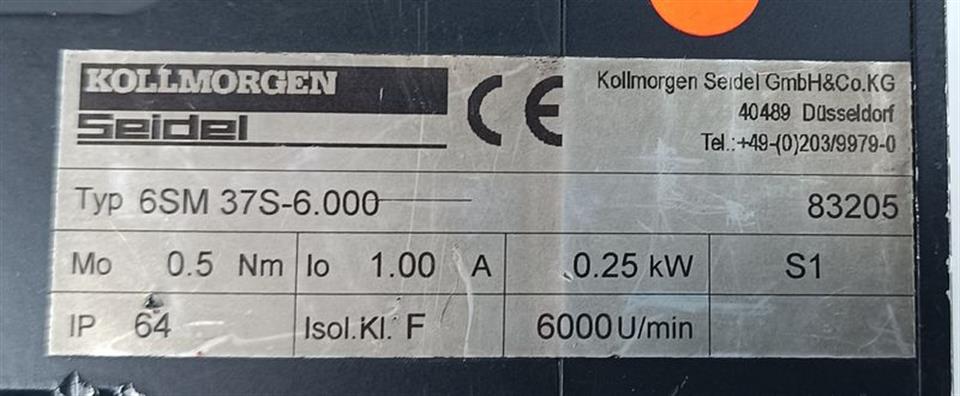 KOLLMORGEN
Seidel
CE
Kollmorgen Seidel GmbH&Co.KG
40489 Düsseldorf
Tel.:+49-(0)203/9979-0
Typ 6SM 37S-6.000 83205
Mo 0.5 Nm Io 1.00 A 0.25 kW S1
IP 64 Isol.Kl. F 6000U/min